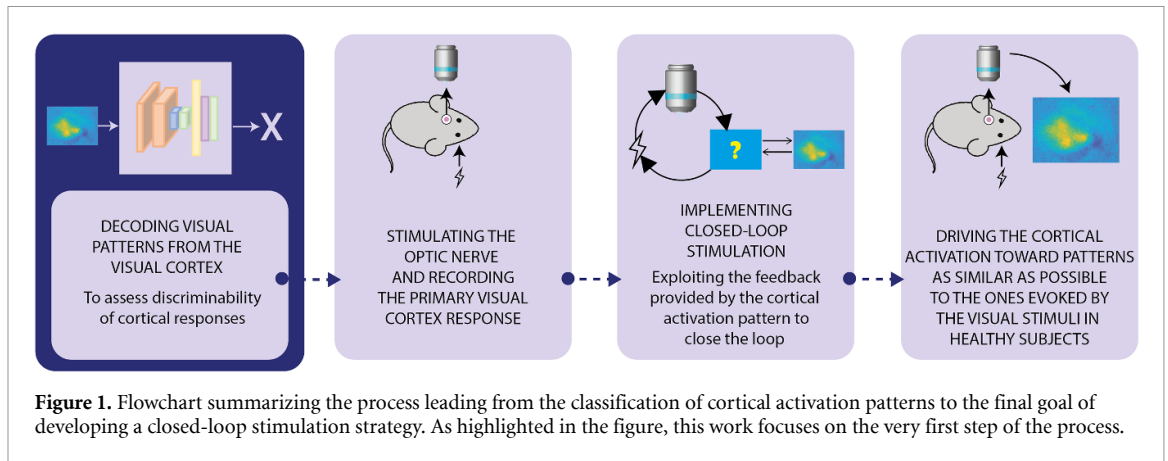 X
DECODING VISUAL
PATTERNS FROM THE
VISUAL CORTEX
To assess discriminability
of cortical responses
STIMULATING THE
OPTIC NERVE
AND RECORDING
THE PRIMARY VISUAL
CORTEX RESPONSE
?
IMPLEMENTING
CLOSED-LOOP
STIMULATION
Exploiting the feedback
provided by the cortical
activation pattern to
close the loop
DRIVING THE CORTICAL
ACTIVATION TOWARD PATTERNS
AS SIMILAR AS POSSIBLE
TO THE ONES EVOKED BY
THE VISUAL STIMULI IN
HEALTHY SUBJECTS
Figure 1. Flowchart summarizing the process leading from the classification of cortical activation patterns to the final goal of
developing a closed-loop stimulation strategy. As highlighted in the figure, this work focuses on the very first step of the process.